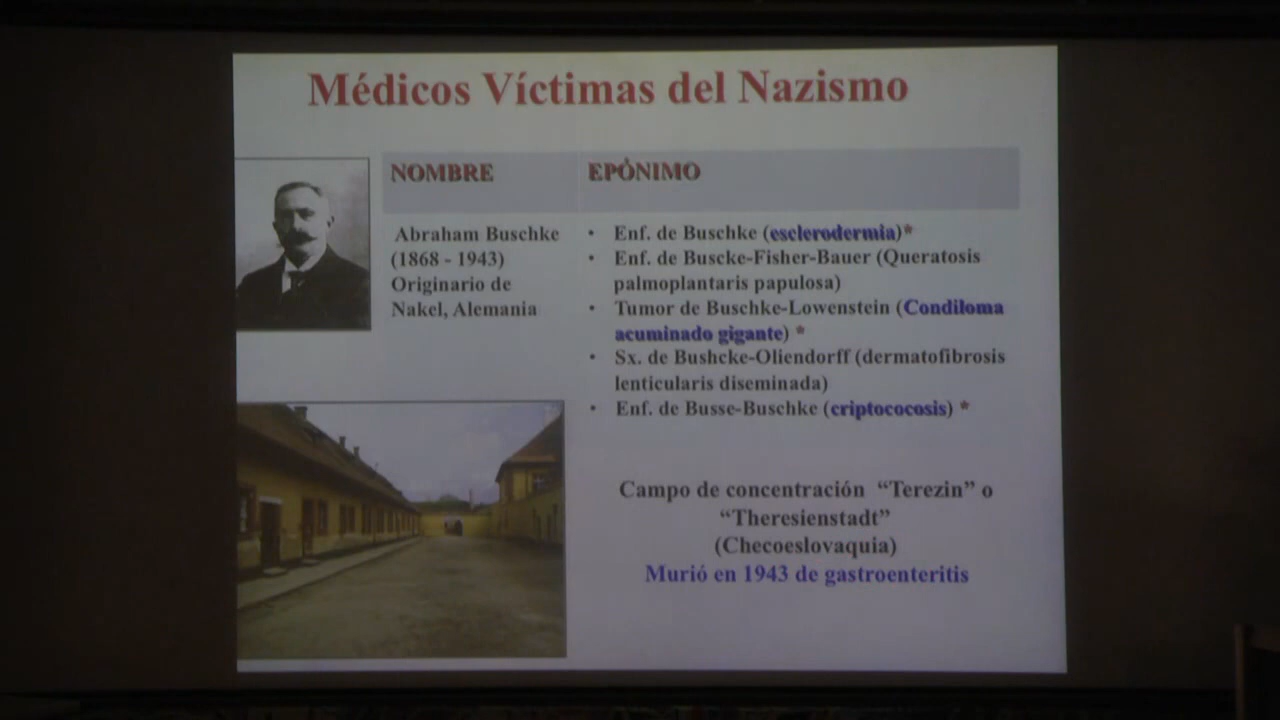 Médicos Víctimas del Nazismo
NOMBRE
EPÓNIMO
Abraham Buschke
(1868 - 1943)
Originario de
Nakel, Alemania
• Enf. de Buschke (esclerodermia)*
• Enf. de Buscke-Fisher-Bauer (Queratosis
palmoplantaris papulosa)
• Tumor de Buschke-Lowenstein (Condiloma
acuminado gigante) *
• Sx. de Bushcke-Oliendorff (dermatofibrosis
lenticularis diseminada)
• Enf. de Busse-Buschke (criptococosis) *
Campo de concentración “Terezin” o
“Theresienstadt”
(Checoeslovaquia)
Murió en 1943 de gastroenteritis